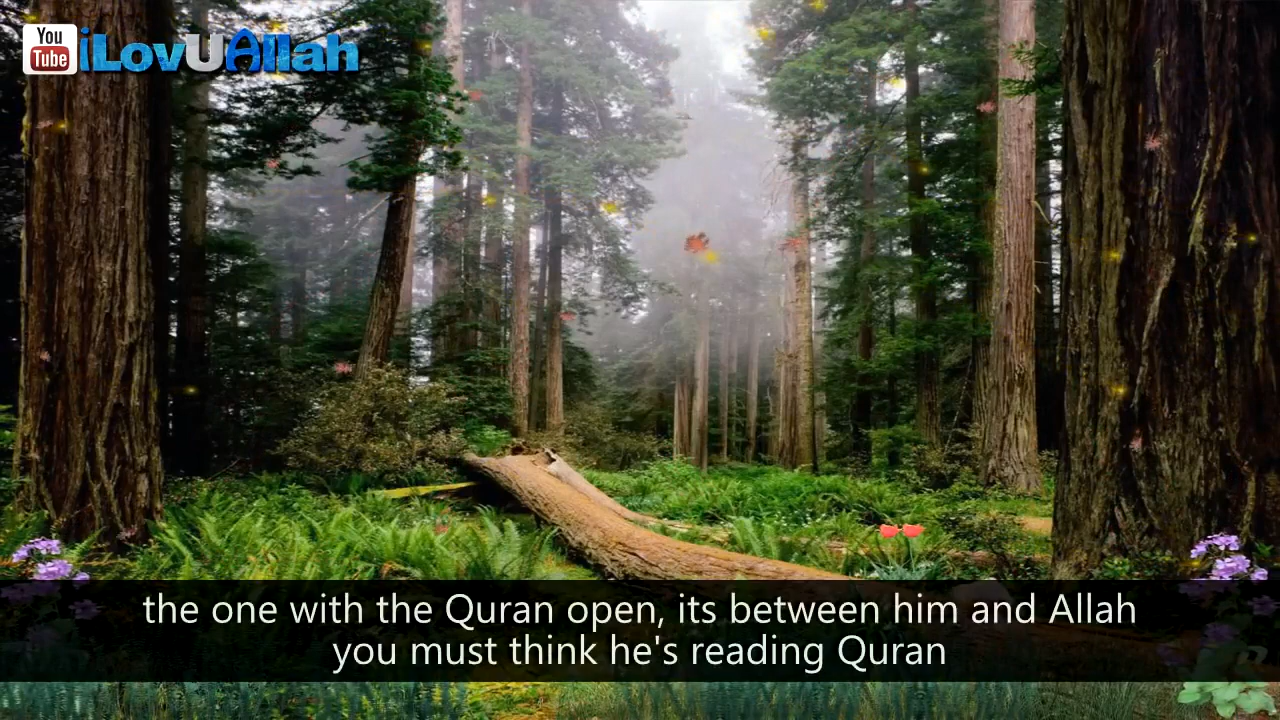 You
Tube
iLovUAllah
the one with the Quran open, its between him and Allah
you must think he's reading Quran